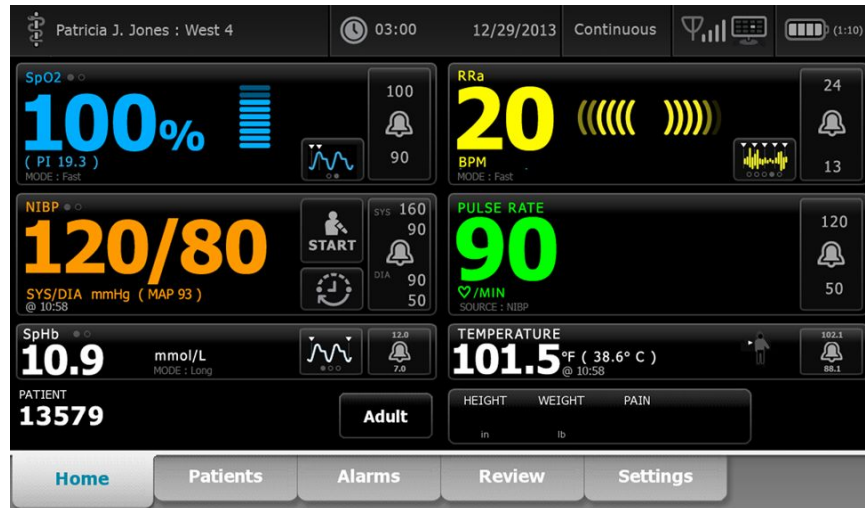 Patricia J. Jones : West 4
03:00
12/29/2013
Continuous
(1:10)
SpO2
100%
( PI 19.3 )
MODE : Fast
100
90
RRa
20
BPM
MODE : Fast
24
13
NIBP
120/80
SYS/DIA mmHg ( MAP 93 )
@ 10:58
START
SYS 160
90
DIA 90
50
PULSE RATE
90
/MIN
SOURCE : NIBP
120
50
SpHb
10.9 mmol/L
MODE : Long
12.0
7.0
TEMPERATURE
101.5 °F ( 38.6° C )
@ 10:58
102.1
88.1
PATIENT
13579
Adult
HEIGHT WEIGHT PAIN
in lb
Home Patients Alarms Review Settings